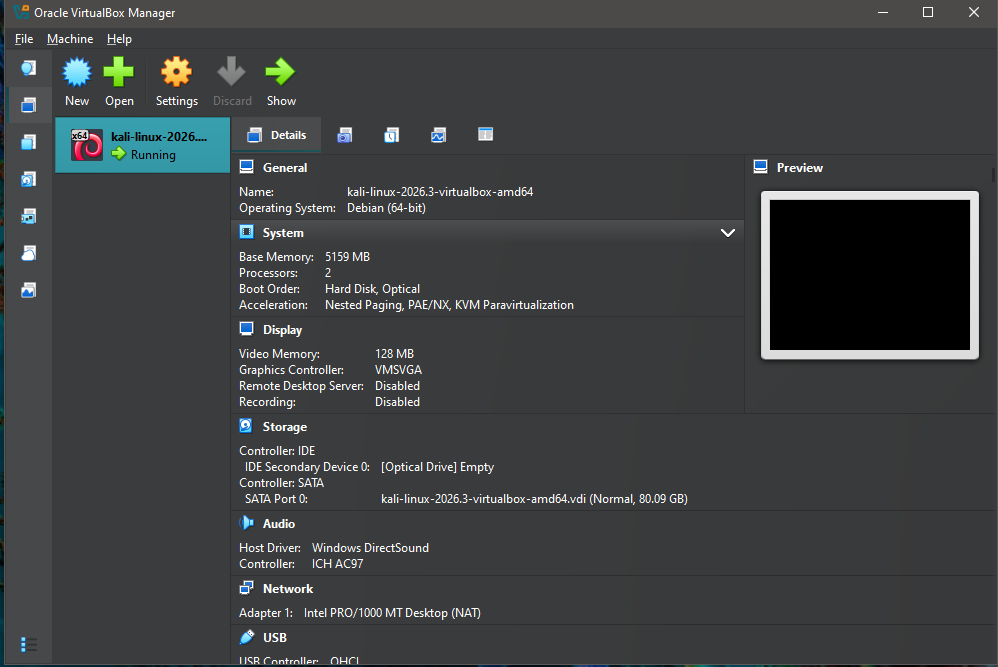 Oracle VirtualBox Manager
File Machine Help
New Open Settings Discard Show
x64
kali-linux-2026....
Running
Details
General
Name: kali-linux-2026.3-virtualbox-amd64
Operating System: Debian (64-bit)
System
Base Memory: 5159 MB
Processors: 2
Boot Order: Hard Disk, Optical
Acceleration: Nested Paging, PAE/NX, KVM Paravirtualization
Display
Video Memory: 128 MB
Graphics Controller: VMSVGA
Remote Desktop Server: Disabled
Recording: Disabled
Storage
Controller: IDE
IDE Secondary Device 0: [Optical Drive] Empty
Controller: SATA
SATA Port 0: kali-linux-2026.3-virtualbox-amd64.vdi (Normal, 80.09 GB)
Audio
Host Driver: Windows DirectSound
Controller: ICH AC97
Network
Adapter 1: Intel PRO/1000 MT Desktop (NAT)
USB
USB Controller: OHCI
Preview